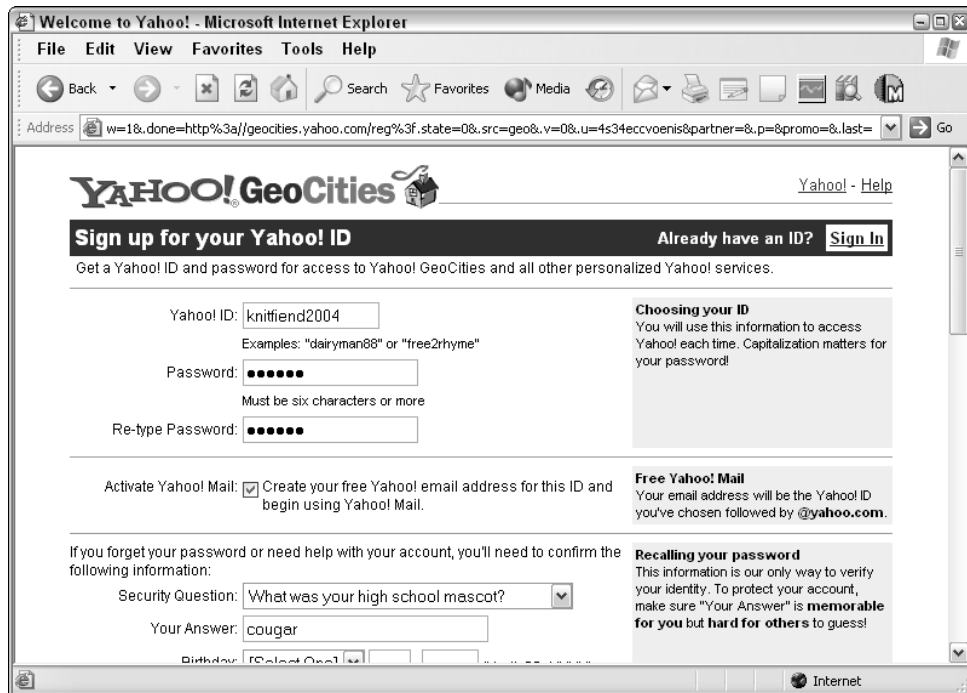 Welcome to Yahoo! - Microsoft Internet Explorer
File Edit View Favorites Tools Help
Back Search Favorites Media
Address w=1&.done=http%3a//geocities.yahoo.com/reg%3f.state=0&.src=geo&.v=0&.u=4s34eccvoenis&partner=&.p=&promo=&.last= Go
YAHOO! GeoCities
Yahoo! - Help
Sign up for your Yahoo! ID Already have an ID? Sign In
Get a Yahoo! ID and password for access to Yahoo! GeoCities and all other personalized Yahoo! services.
Yahoo! ID: knitfiend2004
Examples: "dairyman88" or "free2rhyme"
Password: ●●●●●●
Must be six characters or more
Re-type Password: ●●●●●●
Choosing your ID
You will use this information to access
Yahoo! each time. Capitalization matters for
your password!
Activate Yahoo! Mail: Create your free Yahoo! email address for this ID and
begin using Yahoo! Mail.
Free Yahoo! Mail
Your email address will be the Yahoo! ID
you've chosen followed by @yahoo.com.
If you forget your password or need help with your account, you'll need to confirm the
following information:
Security Question: What was your high school mascot?
Your Answer: cougar
Birthday: [Select One]
Recalling your password
This information is our only way to verify
your identity. To protect your account,
make sure "Your Answer" is memorable
for you but hard for others to guess!
Internet